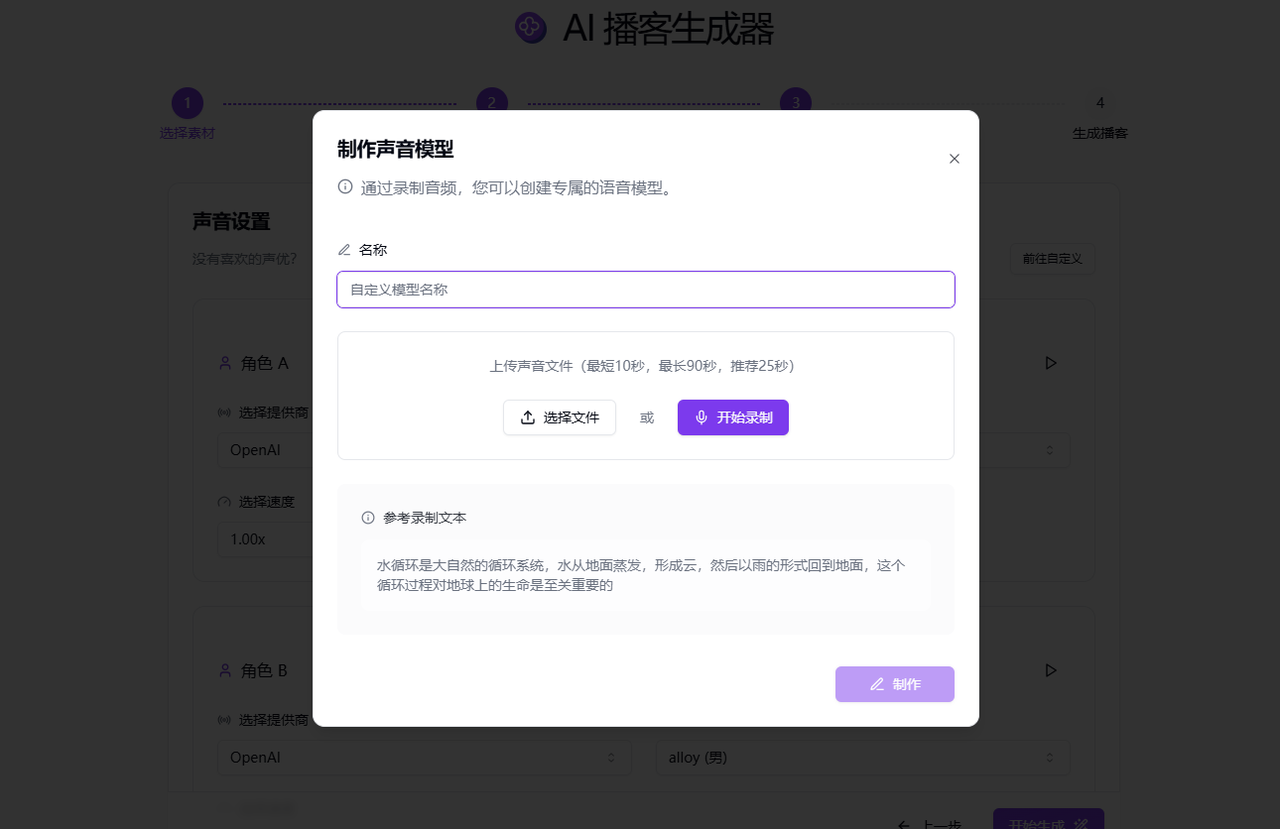 AI 播客生成器
1
2
3
4
选择素材
生成播客
制作声音模型
通过录制音频，您可以创建专属的语音模型。
声音设置
没有喜欢的声优？
前往自定义
名称
自定义模型名称
上传声音文件（最短10秒，最长90秒，推荐25秒）
选择文件
或
开始录制
角色 A
选择提供商
OpenAI
选择速度
1.00x
参考录制文本
水循环是大自然的循环系统，水从地面蒸发，形成云，然后以雨的形式回到地面，这个
循环过程对地球上的生命是至关重要的
制作
角色 B
选择提供商
OpenAI
alloy (男)
上一步
开始生成